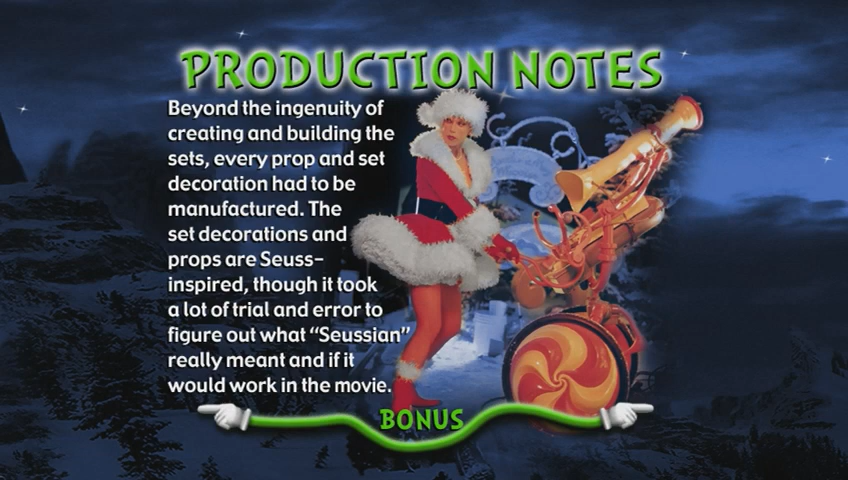 PRODUCTION NOTES
Beyond the ingenuity of
creating and building the
sets, every prop and set
decoration had to be
manufactured. The
set decorations and
props are Seuss-
inspired, though it took
a lot of trial and error to
figure out what “Seussian”
really meant and if it
would work in the movie.
BONUS